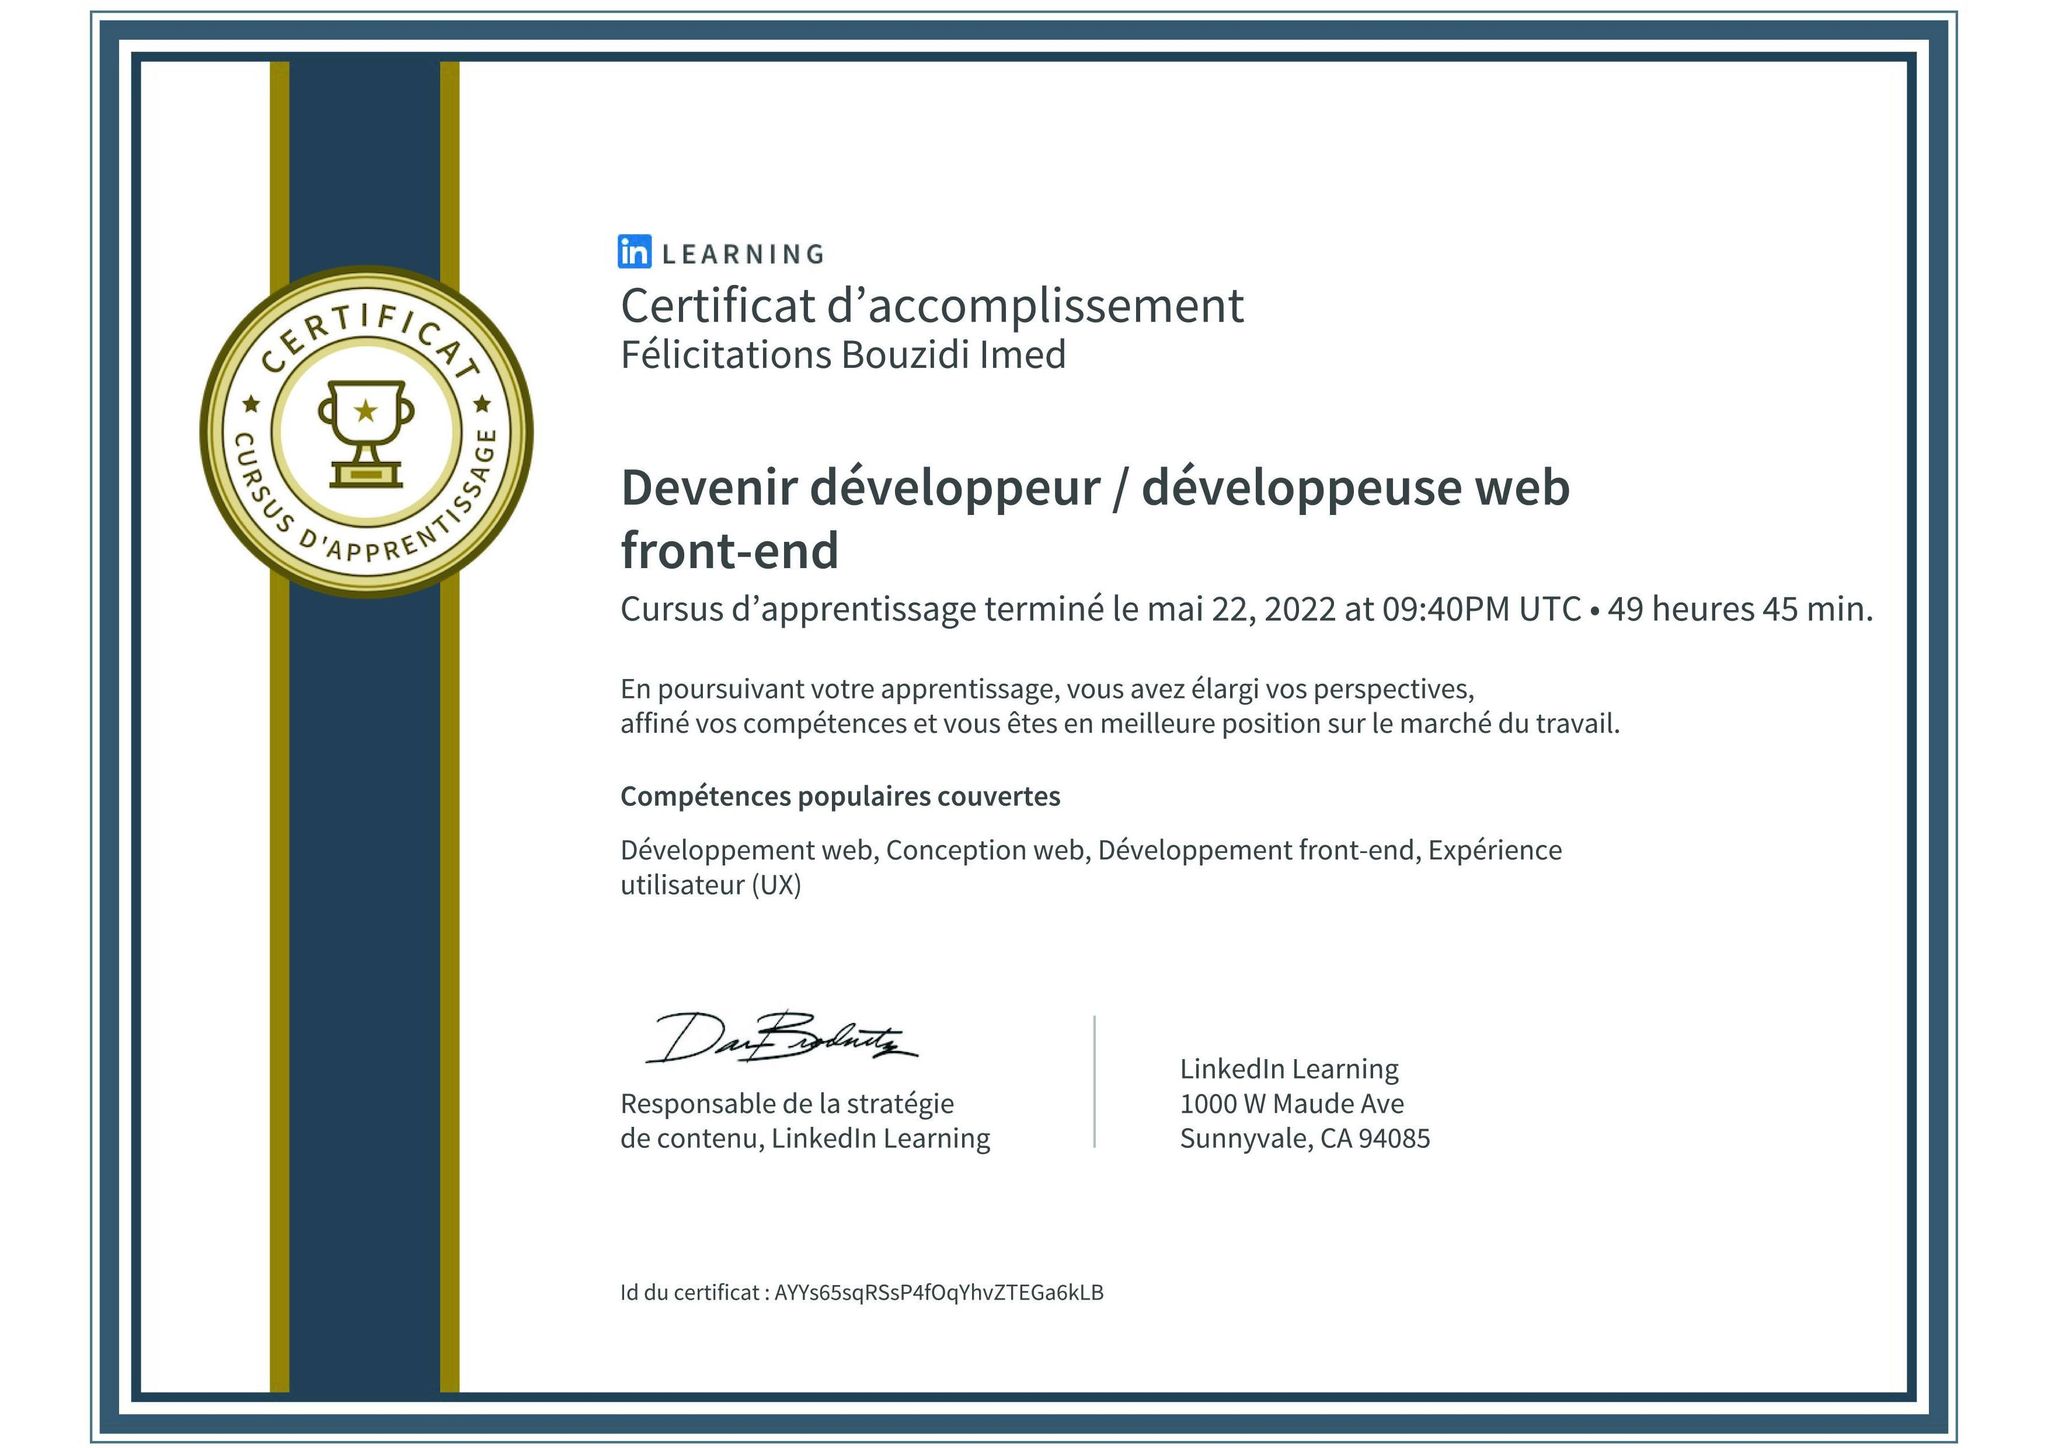 CERTIFICAT
CURSUS D'APPRENTISSAGE
in LEARNING
Certificat d’accomplissement
Félicitations Bouzidi Imed
Devenir développeur / développeuse web
front-end
Cursus d’apprentissage terminé le mai 22, 2022 at 09:40PM UTC • 49 heures 45 min.
En poursuivant votre apprentissage, vous avez élargi vos perspectives,
affiné vos compétences et vous êtes en meilleure position sur le marché du travail.
Compétences populaires couvertes
Développement web, Conception web, Développement front-end, Expérience
utilisateur (UX)
Responsable de la stratégie
de contenu, LinkedIn Learning
LinkedIn Learning
1000 W Maude Ave
Sunnyvale, CA 94085
Id du certificat : AYYs65sqRSsP4fOqYhvZTEGa6kLB